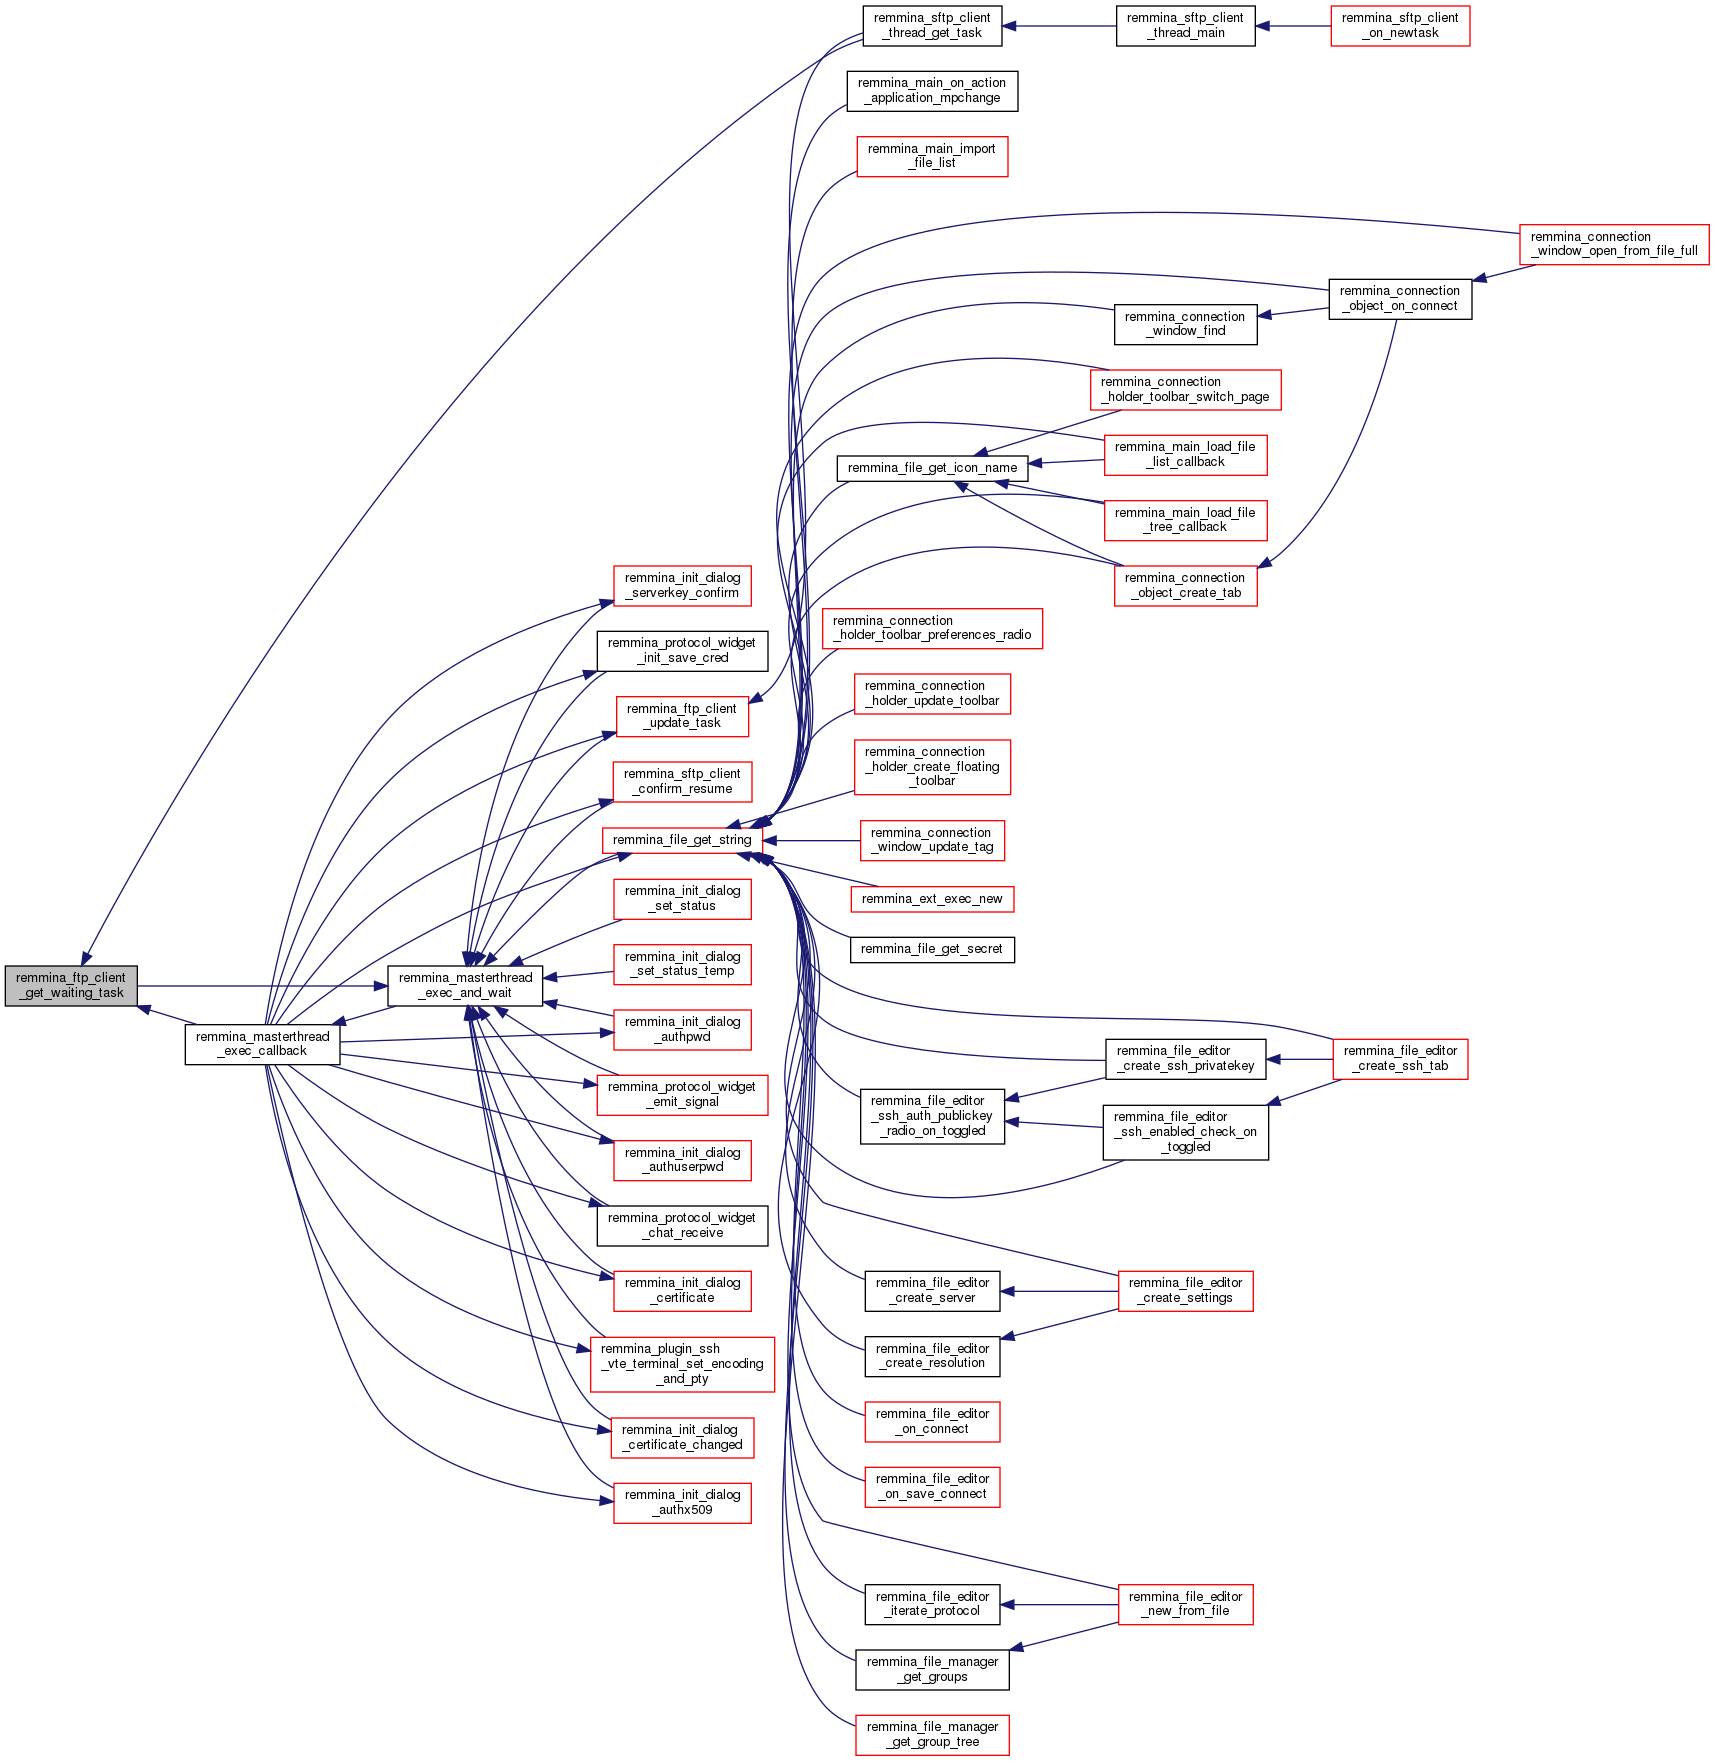 remmina_ftp_client
_get_waiting_task
remmina_masterthread
_exec_callback
remmina_masterthread
_exec_and_wait
remmina_init_dialog
_serverkey_confirm
remmina_protocol_widget
_init_save_cred
remmina_ftp_client
_update_task
remmina_sftp_client
_confirm_resume
remmina_file_get_string
remmina_init_dialog
_set_status
remmina_init_dialog
_set_status_temp
remmina_init_dialog
_authpwd
remmina_protocol_widget
_emit_signal
remmina_init_dialog
_authuserpwd
remmina_protocol_widget
_chat_receive
remmina_init_dialog
_certificate
remmina_plugin_ssh
_vte_terminal_set_encoding
_and_pty
remmina_init_dialog
_certificate_changed
remmina_init_dialog
_authx509
remmina_sftp_client
_thread_get_task
remmina_main_on_action
_application_mpchange
remmina_main_import
_file_list
remmina_file_get_icon_name
remmina_connection
_holder_toolbar_preferences_radio
remmina_connection
_holder_update_toolbar
remmina_connection
_holder_create_floating
_toolbar
remmina_connection
_window_update_tag
remmina_ext_exec_new
remmina_file_get_secret
remmina_file_editor
_ssh_auth_publickey
_radio_on_toggled
remmina_file_editor
_create_server
remmina_file_editor
_create_resolution
remmina_file_editor
_on_connect
remmina_file_editor
_on_save_connect
remmina_file_editor
_iterate_protocol
remmina_file_manager
_get_groups
remmina_file_manager
_get_group_tree
remmina_sftp_client
_thread_main
remmina_connection
_window_find
remmina_connection
_holder_toolbar_switch_page
remmina_main_load_file
_list_callback
remmina_main_load_file
_tree_callback
remmina_connection
_object_create_tab
remmina_file_editor
_create_ssh_privatekey
remmina_file_editor
_ssh_enabled_check_on
_toggled
remmina_file_editor
_create_settings
remmina_file_editor
_new_from_file
remmina_sftp_client
_on_newtask
remmina_connection
_object_on_connect
remmina_file_editor
_create_ssh_tab
remmina_connection
_window_open_from_file_full